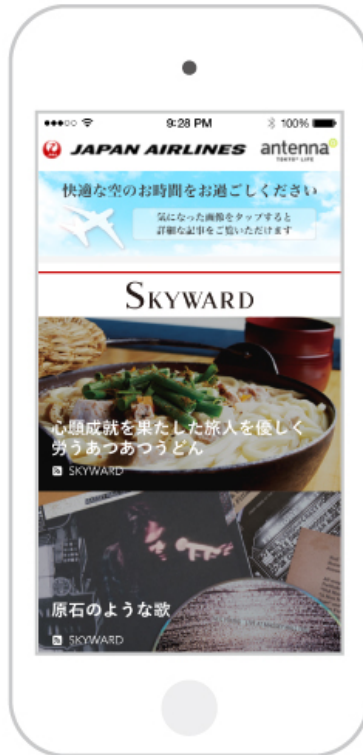 9:28 PM
100%
JAPAN AIRLINES
antenna
TOKYO* LIFE
快適な空のお時間をお過ごしください
気になった画像をタップすると
詳細な記事をご覧いただけます
SKYWARD
心願成就を果たした旅人を優しく
労うあつあつうどん
SKYWARD
原石のような歌
SKYWARD